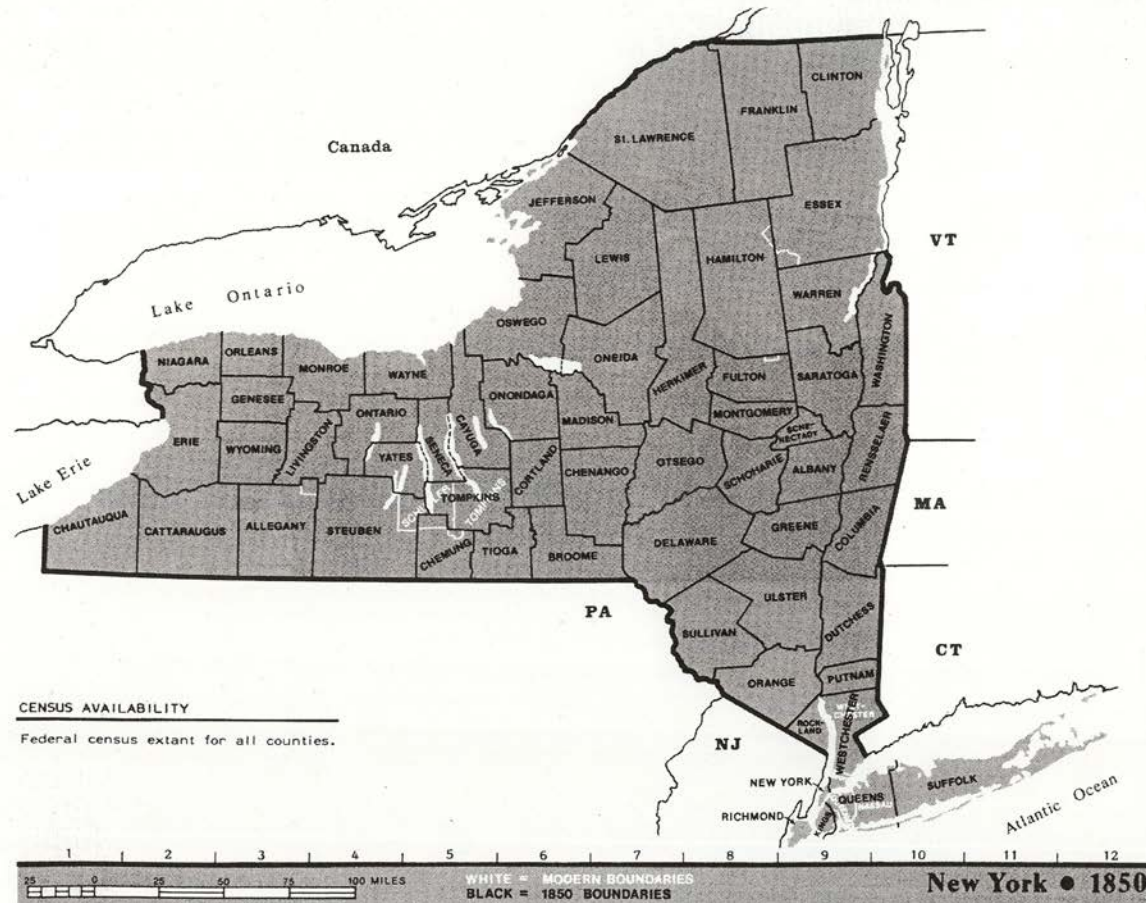 CLINTON
FRANKLIN
ST. LAWRENCE
Canada
JEFFERSON
ESSEX
VT
LEWIS
HAMILTON
Lake Ontario
WARREN
OSWEGO
WASHINGTON
NIAGARA
ORLEANS
MONROE
WAYNE
ONEIDA
HERKIMER
FULTON
SARATOGA
GENESEE
ONTARIO
CAYUGA
ONONDAGA
MADISON
MONTGOMERY
SCHE-
NECTADY
RENSSELAER
ERIE
WYOMING
LIVINGSTON
YATES
SENECA
CORTLAND
CHENANGO
OTSEGO
SCHOHARIE
ALBANY
Lake Erie
TOMPKINS
TOMPKINS
MA
CHAUTAUQUA
CATTARAUGUS
ALLEGANY
STEUBEN
CHEMUNG
TIOGA
BROOME
DELAWARE
GREENE
COLUMBIA
PA
ULSTER
DUTCHESS
SULLIVAN
CT
ORANGE
PUTNAM
CENSUS AVAILABILITY
Federal census extant for all counties.
ROCK-
LAND
WESTCHESTER
NJ
NEW YORK
QUEENS
NASSAU
SUFFOLK
RICHMOND
KINGS
Atlantic Ocean
1 2 3 4 5 6 7 8 9 10 11 12
25 0 25 50 75 100 MILES
WHITE = MODERN BOUNDARIES
BLACK = 1850 BOUNDARIES
New York ● 1850